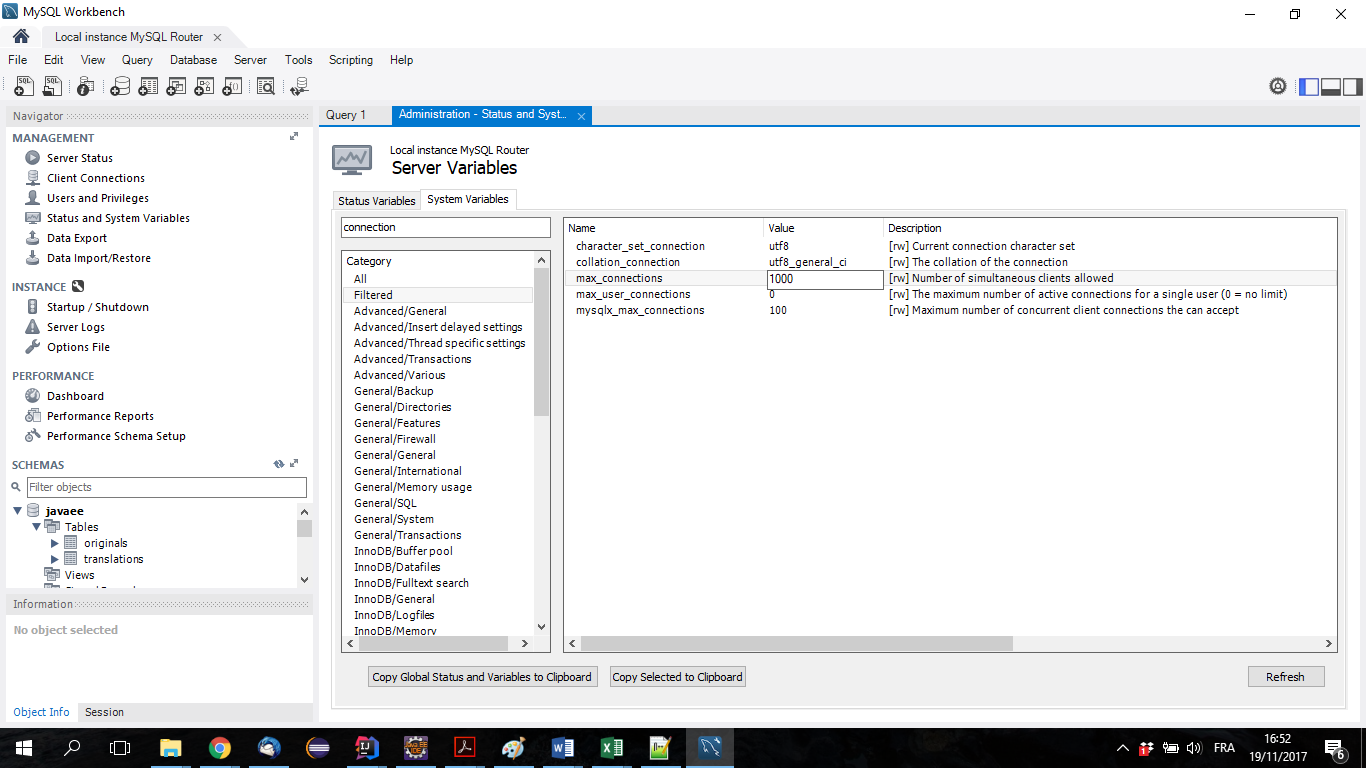 MySQL Workbench
Local instance MySQL Router
File Edit View Query Database Server Tools Scripting Help
Navigator
MANAGEMENT
Server Status
Client Connections
Users and Privileges
Status and System Variables
Data Export
Data Import/Restore
INSTANCE
Startup / Shutdown
Server Logs
Options File
PERFORMANCE
Dashboard
Performance Reports
Performance Schema Setup
SCHEMAS
Filter objects
javaee
Tables
originals
translations
Views
Information
No object selected
Object Info Session
Query 1 Administration - Status and Syst...
Local instance MySQL Router
Server Variables
Status Variables System Variables
connection
Category
All
Filtered
Advanced/General
Advanced/Insert delayed settings
Advanced/Thread specific settings
Advanced/Transactions
Advanced/Various
General/Backup
General/Directories
General/Features
General/Firewall
General/General
General/International
General/Memory usage
General/SQL
General/System
General/Transactions
InnoDB/Buffer pool
InnoDB/Datafiles
InnoDB/Fulltext search
InnoDB/General
InnoDB/Logfiles
InnoDB/Memory
Name Value Description
character_set_connection utf8 [rw] Current connection character set
collation_connection utf8_general_ci [rw] The collation of the connection
max_connections 1000 [rw] Number of simultaneous clients allowed
max_user_connections 0 [rw] The maximum number of active connections for a single user (0 = no limit)
mysqlx_max_connections 100 [rw] Maximum number of concurrent client connections the can accept
Copy Global Status and Variables to Clipboard Copy Selected to Clipboard Refresh
FRA
16:52
19/11/2017
6